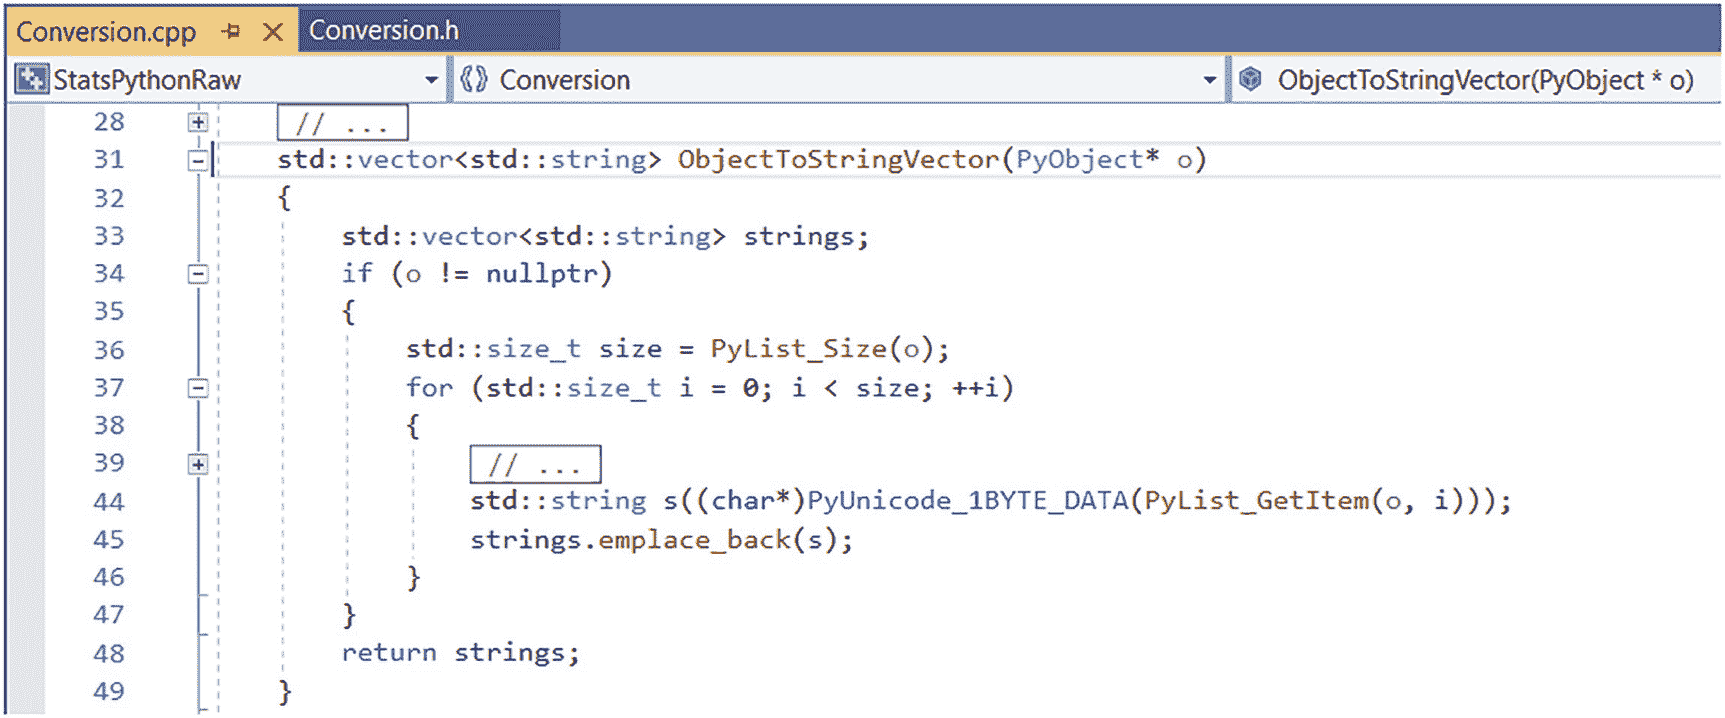 Conversion.cpp Conversion.h
StatsPythonRaw Conversion ObjectToStringVector(PyObject * o)
28 // ...
31 std::vector<std::string> ObjectToStringVector(PyObject* o)
32 {
33 std::vector<std::string> strings;
34 if (o != nullptr)
35 {
36 std::size_t size = PyList_Size(o);
37 for (std::size_t i = 0; i < size; ++i)
38 {
39 // ...
44 std::string s((char*)PyUnicode_1BYTE_DATA(PyList_GetItem(o, i)));
45 strings.emplace_back(s);
46 }
47 }
48 return strings;
49 }